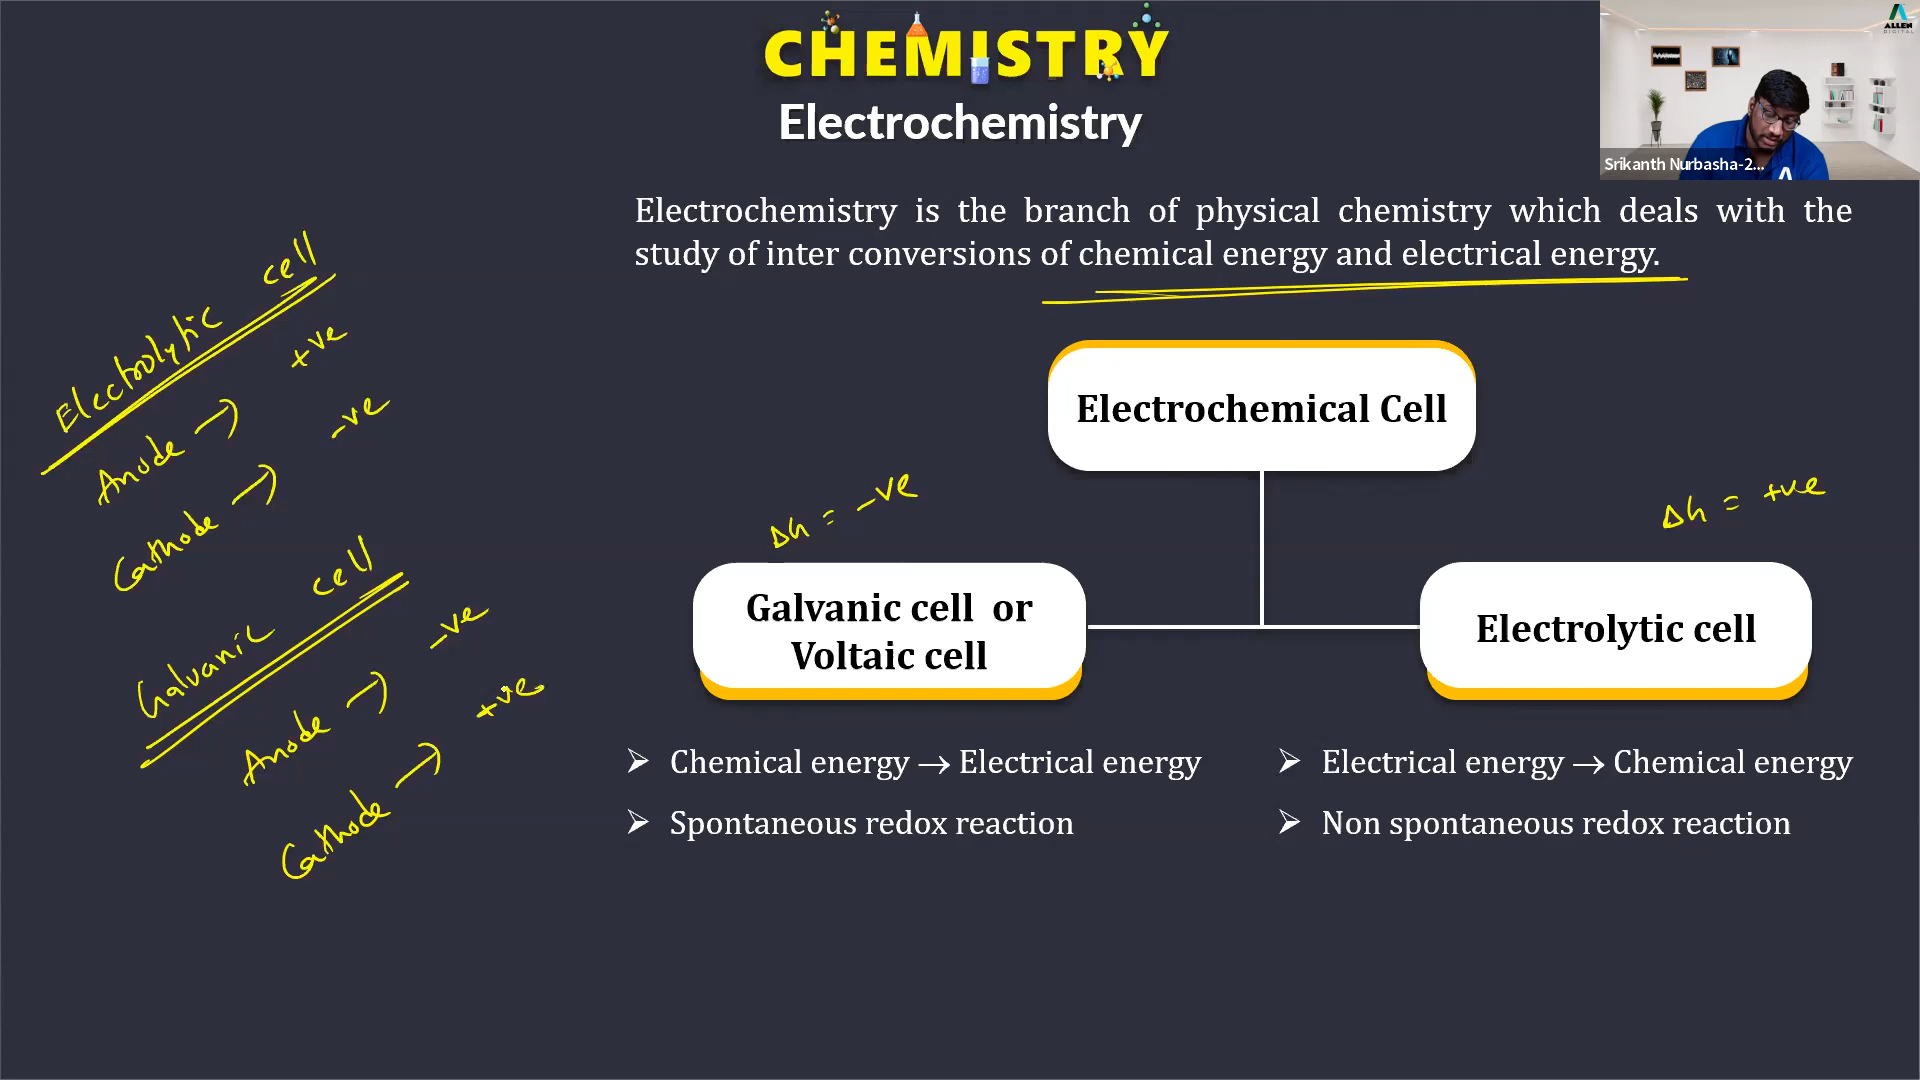 CHEMISTRY
Electrochemistry
ALLEN
DIGITAL
Srikanth Nurbasha-2...
Electrochemistry is the branch of physical chemistry which deals with the
study of inter conversions of chemical energy and electrical energy.
Electrolytic cell
Anode → +ve
Cathode → -ve
Galvanic cell
Anode → -ve
Cathode → +ve
Electrochemical Cell
Δh = -ve
Δh = +ve
Galvanic cell or
Voltaic cell
Electrolytic cell
➢ Chemical energy → Electrical energy
➢ Spontaneous redox reaction
➢ Electrical energy → Chemical energy
➢ Non spontaneous redox reaction